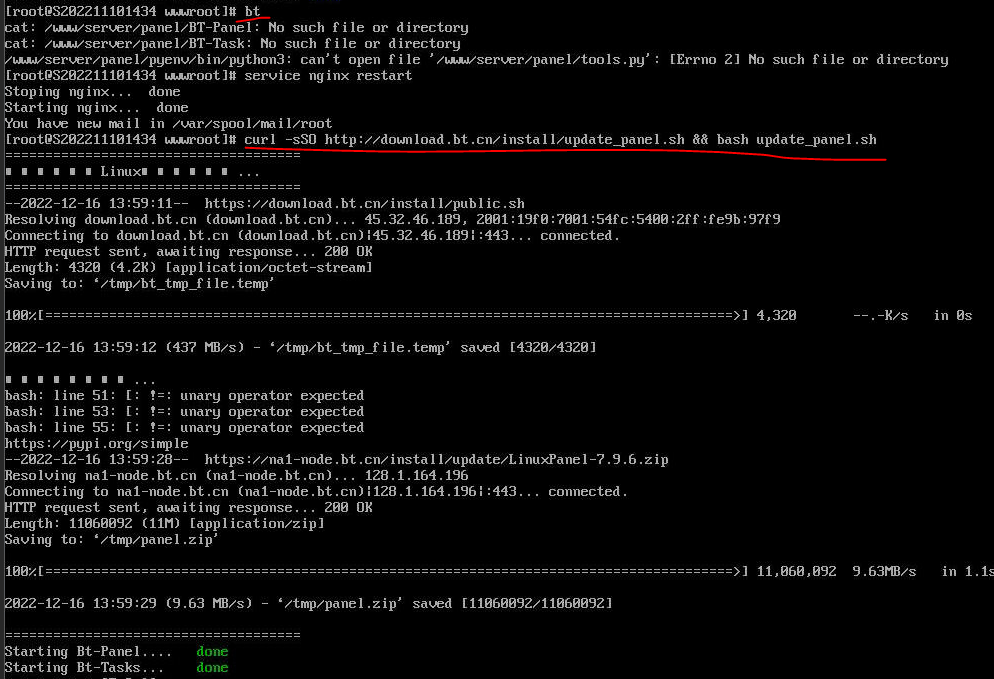 [root@S202211101434 wwwroot]# bt
cat: /www/server/panel/BT-Panel: No such file or directory
cat: /www/server/panel/BT-Task: No such file or directory
/www/server/panel/pyenv/bin/python3: can't open file '/www/server/panel/tools.py': [Errno 2] No such file or directory
[root@S202211101434 wwwroot]# service nginx restart
Stoping nginx... done
Starting nginx... done
You have new mail in /var/spool/mail/root
[root@S202211101434 wwwroot]# curl -sSO http://download.bt.cn/install/update_panel.sh && bash update_panel.sh
=====================================
Linux ...
=====================================
--2022-12-16 13:59:11-- https://download.bt.cn/install/public.sh
Resolving download.bt.cn (download.bt.cn)... 45.32.46.189, 2001:19f0:7001:54fc:5400:2ff:fe9b:97f9
Connecting to download.bt.cn (download.bt.cn)|45.32.46.189|:443... connected.
HTTP request sent, awaiting response... 200 OK
Length: 4320 (4.2K) [application/octet-stream]
Saving to: ‘/tmp/bt_tmp_file.temp’
100%[======================================================================================>] 4,320 --.-K/s in 0s
2022-12-16 13:59:12 (437 MB/s) - ‘/tmp/bt_tmp_file.temp’ saved [4320/4320]
...
bash: line 51: [: !=: unary operator expected
bash: line 53: [: !=: unary operator expected
bash: line 55: [: !=: unary operator expected
https://pypi.org/simple
--2022-12-16 13:59:28-- https://na1-node.bt.cn/install/update/LinuxPanel-7.9.6.zip
Resolving na1-node.bt.cn (na1-node.bt.cn)... 128.1.164.196
Connecting to na1-node.bt.cn (na1-node.bt.cn)|128.1.164.196|:443... connected.
HTTP request sent, awaiting response... 200 OK
Length: 11060092 (11M) [application/zip]
Saving to: ‘/tmp/panel.zip’
100%[======================================================================================>] 11,060,092 9.63MB/s in 1.1s
2022-12-16 13:59:29 (9.63 MB/s) - ‘/tmp/panel.zip’ saved [11060092/11060092]
=====================================
Starting Bt-Panel.... done
Starting Bt-Tasks... done